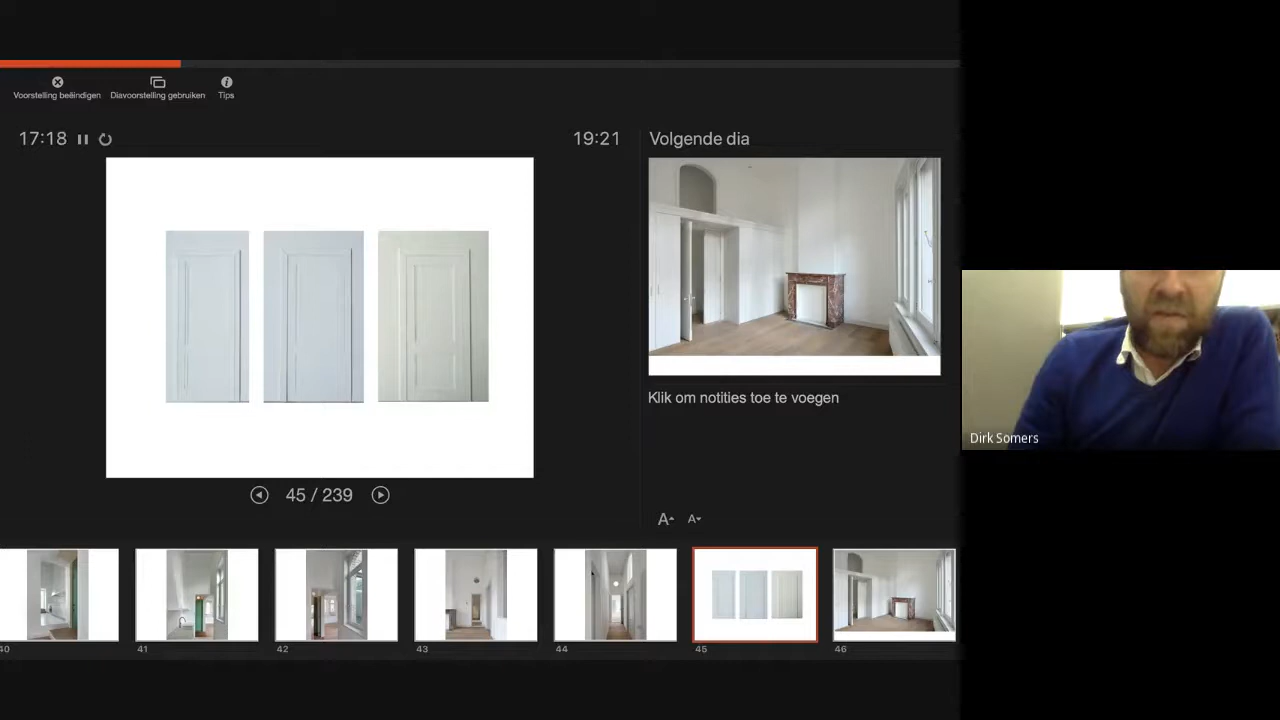 Voorstelling beëindigen
Diavoorstelling gebruiken
Tips
17:18
19:21
Volgende dia
Klik om notities toe te voegen
Dirk Somers
45 / 239
A
A
40
41
42
43
44
45
46